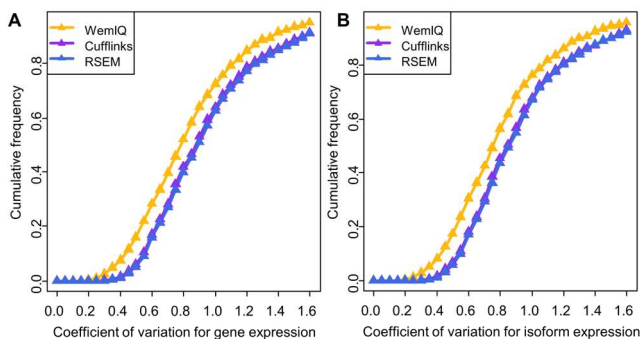 A
WemIQ
Cufflinks
RSEM
Cumulative frequency
0.0
0.2
0.4
0.6
0.8
0.0 0.2 0.4 0.6 0.8 1.0 1.2 1.4 1.6
Coefficient of variation for gene expression
B
WemIQ
Cufflinks
RSEM
Cumulative frequency
0.0
0.2
0.4
0.6
0.8
0.0 0.2 0.4 0.6 0.8 1.0 1.2 1.4 1.6
Coefficient of variation for isoform expression